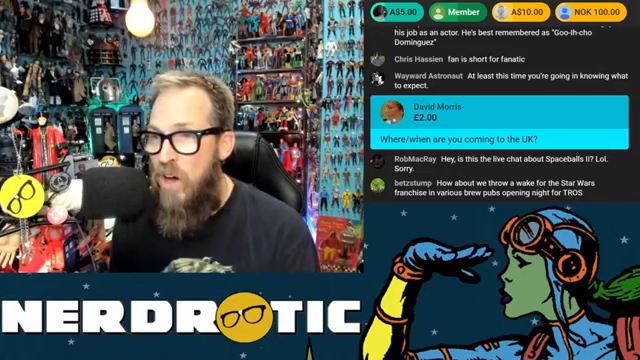 A$5.00
Member
A$10.00
NOK 100.00
his job as an actor. He's best remembered as "Goo-Ih-cho
Dominguez"
Chris Hassien fan is short for fanatic
Wayward Astronaut At least this time you're going in knowing what
to expect.
David Morris
£2.00
Where/when are you coming to the UK?
RobMacRay Hey, is this the live chat about Spaceballs II? Lol.
Sorry.
betzstump How about we throw a wake for the Star Wars
franchise in various brew pubs opening night for TROS
NERDROTIC